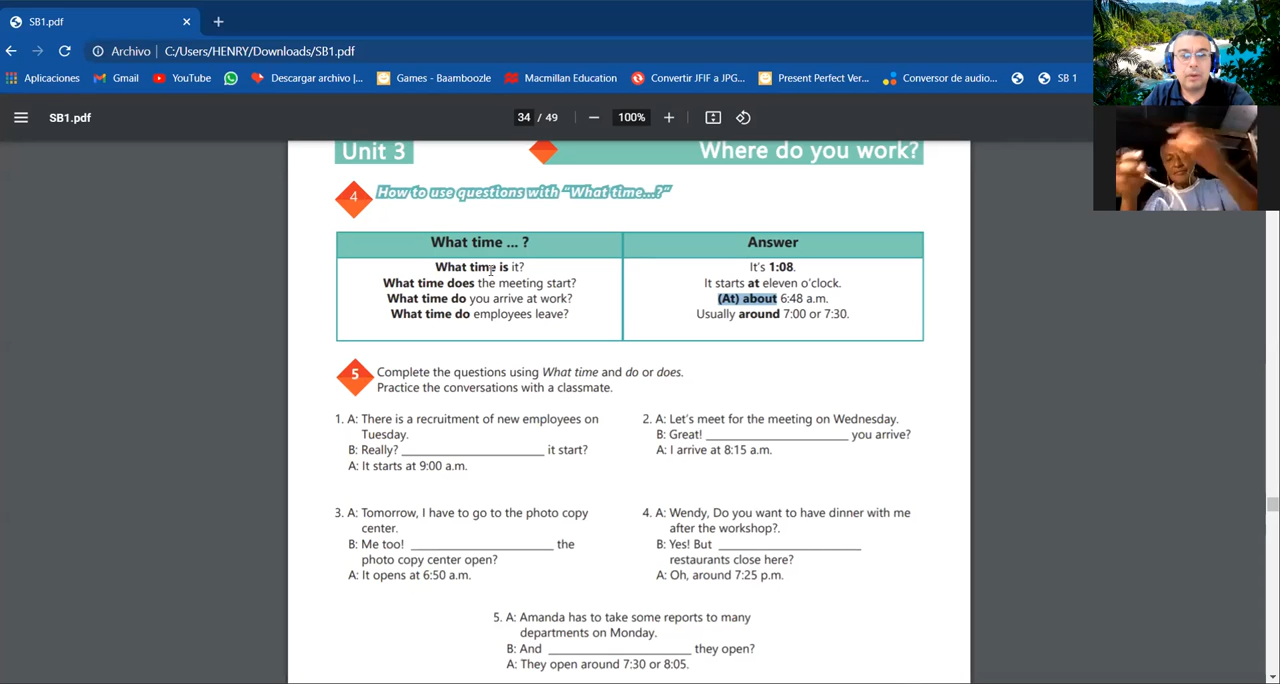 SB1.pdf
Archivo | C:/Users/HENRY/Downloads/SB1.pdf
Aplicaciones Gmail YouTube Descargar archivo |... Games - Baamboozle Macmillan Education Convertir JFIF a JPG... Present Perfect Ver... Conversor de audio... SB 1
SB1.pdf 34 / 49 100%
Unit 3 Where do you work?
4 How to use questions with “What time...?”
What time ... ? Answer
What time is it? It's 1:08.
What time does the meeting start? It starts at eleven o'clock.
What time do you arrive at work? (At) about 6:48 a.m.
What time do employees leave? Usually around 7:00 or 7:30.
5 Complete the questions using What time and do or does.
Practice the conversations with a classmate.
1. A: There is a recruitment of new employees on
Tuesday.
B: Really? ____________________ it start?
A: It starts at 9:00 a.m.
2. A: Let's meet for the meeting on Wednesday.
B: Great! ____________________ you arrive?
A: I arrive at 8:15 a.m.
3. A: Tomorrow, I have to go to the photo copy
center.
B: Me too! ____________________ the
photo copy center open?
A: It opens at 6:50 a.m.
4. A: Wendy, Do you want to have dinner with me
after the workshop?.
B: Yes! But ____________________
restaurants close here?
A: Oh, around 7:25 p.m.
5. A: Amanda has to take some reports to many
departments on Monday.
B: And ____________________ they open?
A: They open around 7:30 or 8:05.